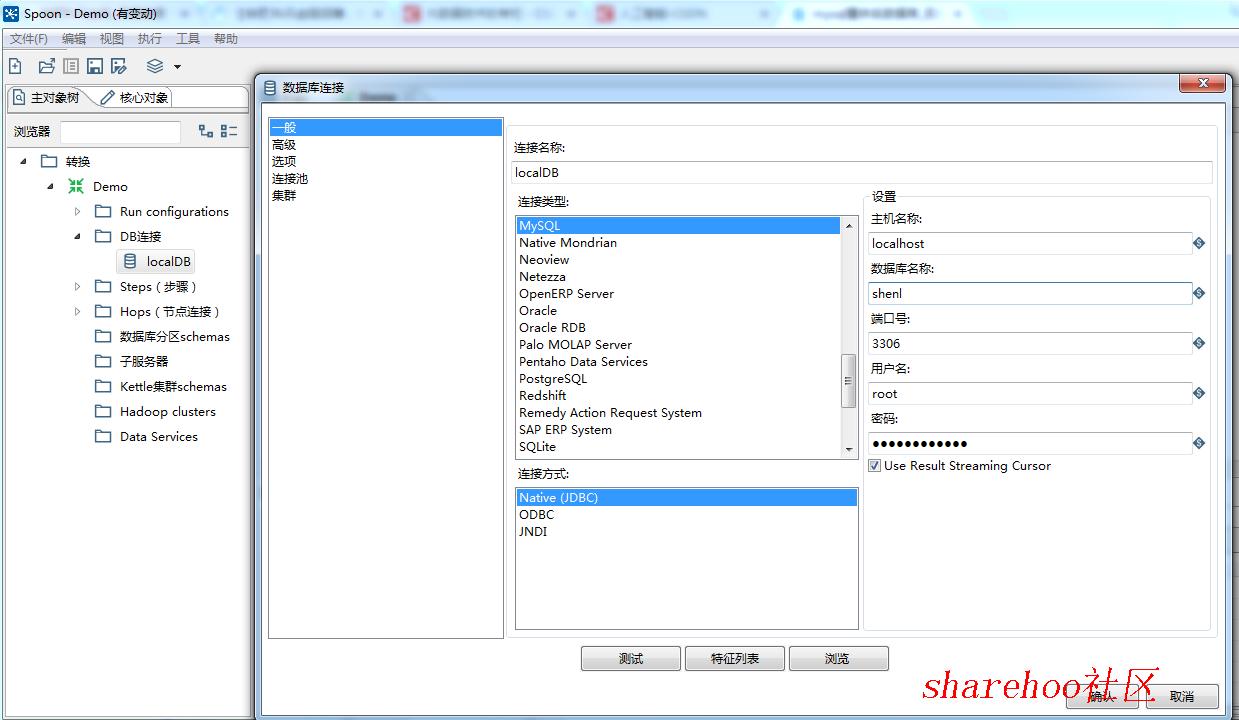 Spoon - Demo (有变动)
文件(F) 编辑 视图 执行 工具 帮助
主对象树 核心对象
浏览器
转换
Demo
Run configurations
DB连接
localDB
Steps ( 步骤 )
Hops ( 节点连接 )
数据库分区schemas
子服务器
Kettle集群schemas
Hadoop clusters
Data Services
数据库连接
一般
高级
选项
连接池
集群
连接名称:
localDB
连接类型:
MySQL
Native Mondrian
Neoview
Netezza
OpenERP Server
Oracle
Oracle RDB
Palo MOLAP Server
Pentaho Data Services
PostgreSQL
Redshift
Remedy Action Request System
SAP ERP System
SQLite
连接方式:
Native (JDBC)
ODBC
JNDI
设置
主机名称:
localhost
数据库名称:
shenl
端口号:
3306
用户名:
root
密码:
●●●●●●●●●●●●
Use Result Streaming Cursor
测试 特征列表 浏览
确认 取消
sharehoo社区